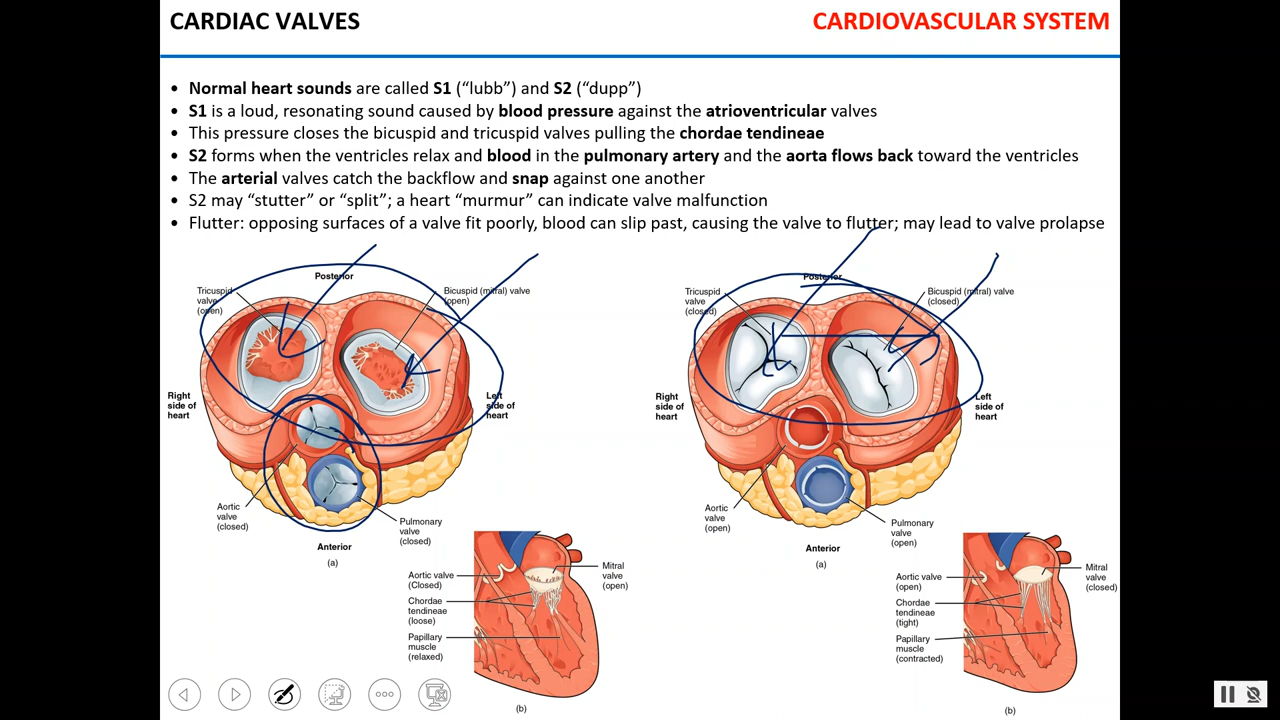 CARDIAC VALVES
CARDIOVASCULAR SYSTEM
• Normal heart sounds are called S1 (“lubb”) and S2 (“dupp”)
• S1 is a loud, resonating sound caused by blood pressure against the atrioventricular valves
• This pressure closes the bicuspid and tricuspid valves pulling the chordae tendineae
• S2 forms when the ventricles relax and blood in the pulmonary artery and the aorta flows back toward the ventricles
• The arterial valves catch the backflow and snap against one another
• S2 may “stutter” or “split”; a heart “murmur” can indicate valve malfunction
• Flutter: opposing surfaces of a valve fit poorly, blood can slip past, causing the valve to flutter; may lead to valve prolapse
Posterior
Tricuspid
valve
(open)
Bicuspid (mitral) valve
(open)
Right
side of
heart
Left
side of
heart
Aortic
valve
(closed)
Pulmonary
valve
(closed)
Anterior
(a)
Aortic valve
(Closed)
Chordae
tendineae
(loose)
Papillary
muscle
(relaxed)
Mitral
valve
(open)
(b)
Posterior
Tricuspid
valve
(closed)
Bicuspid (mitral) valve
(closed)
Right
side of
heart
Left
side of
heart
Aortic
valve
(open)
Pulmonary
valve
(open)
Anterior
(a)
Aortic valve
(open)
Chordae
tendineae
(tight)
Papillary
muscle
(contracted)
Mitral
valve
(closed)
(b)